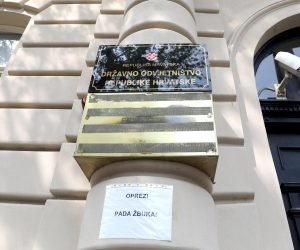 REPUBLIKA HRVATSKA
DRŽAVNO ODVJETNIŠTVO
REPUBLIKE HRVATSKE
OPREZ!
PADA ŽBUKA!